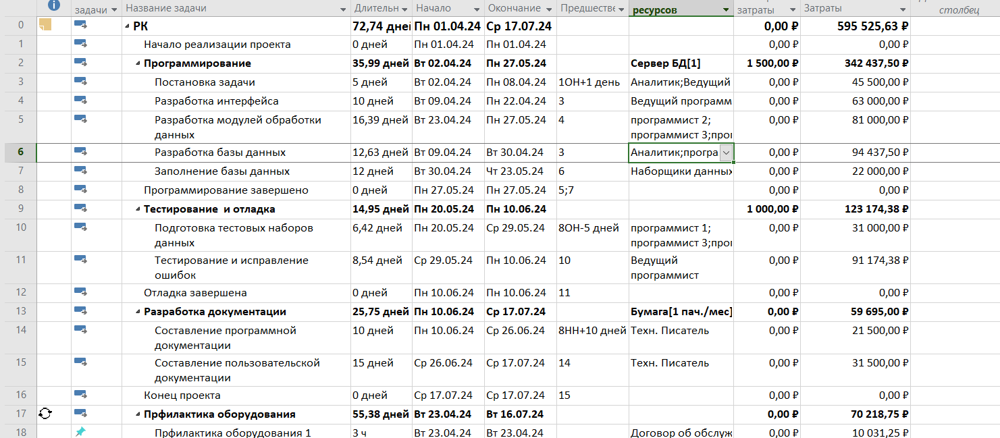 задачи Название задачи Длительн Начало Окончание Предшестве ресурсов затраты Затраты столбец
0 РК 72,74 дней Пн 01.04.24 Ср 17.07.24 0,00 ₽ 595 525,63 ₽
1 Начало реализации проекта 0 дней Пн 01.04.24 Пн 01.04.24 0,00 ₽ 0,00 ₽
2 Программирование 35,99 дней Вт 02.04.24 Пн 27.05.24 Сервер БД[1] 1 500,00 ₽ 342 437,50 ₽
3 Постановка задачи 5 дней Вт 02.04.24 Пн 08.04.24 1ОН+1 день Аналитик;Ведущий 0,00 ₽ 45 500,00 ₽
4 Разработка интерфейса 10 дней Вт 09.04.24 Пн 22.04.24 3 Ведущий программ 0,00 ₽ 63 000,00 ₽
5 Разработка модулей обработки 16,39 дней Вт 23.04.24 Пн 27.05.24 4 программист 2; 0,00 ₽ 81 000,00 ₽
данных программист 3;прог
6 Разработка базы данных 12,63 дней Вт 09.04.24 Вт 30.04.24 3 Аналитик;програ 0,00 ₽ 94 437,50 ₽
7 Заполнение базы данных 12 дней Вт 30.04.24 Чт 23.05.24 6 Наборщики данных 0,00 ₽ 22 000,00 ₽
8 Программирование завершено 0 дней Пн 27.05.24 Пн 27.05.24 5;7 0,00 ₽ 0,00 ₽
9 Тестирование и отладка 14,95 дней Пн 20.05.24 Пн 10.06.24 1 000,00 ₽ 123 174,38 ₽
10 Подготовка тестовых наборов 6,42 дней Пн 20.05.24 Ср 29.05.24 8ОН-5 дней программист 1; 0,00 ₽ 31 000,00 ₽
данных программист 3;прог
11 Тестирование и исправление 8,54 дней Ср 29.05.24 Пн 10.06.24 10 Ведущий 0,00 ₽ 91 174,38 ₽
ошибок программист
12 Отладка завершена 0 дней Пн 10.06.24 Пн 10.06.24 11 0,00 ₽ 0,00 ₽
13 Разработка документации 25,75 дней Пн 10.06.24 Ср 17.07.24 Бумага[1 пач./мес] 0,00 ₽ 59 695,00 ₽
14 Составление программной 10 дней Пн 10.06.24 Ср 26.06.24 8НН+10 дней Техн. Писатель 0,00 ₽ 21 500,00 ₽
документации
15 Составление пользовательской 15 дней Ср 26.06.24 Ср 17.07.24 14 Техн. Писатель 0,00 ₽ 31 500,00 ₽
документации
16 Конец проекта 0 дней Ср 17.07.24 Ср 17.07.24 15 0,00 ₽ 0,00 ₽
17 Прфилактика оборудования 55,38 дней Вт 23.04.24 Вт 16.07.24 0,00 ₽ 70 218,75 ₽
18 Прфилактика оборудования 1 3 ч Вт 23.04.24 Вт 23.04.24 Договор об обслуж 0,00 ₽ 10 031,25 ₽